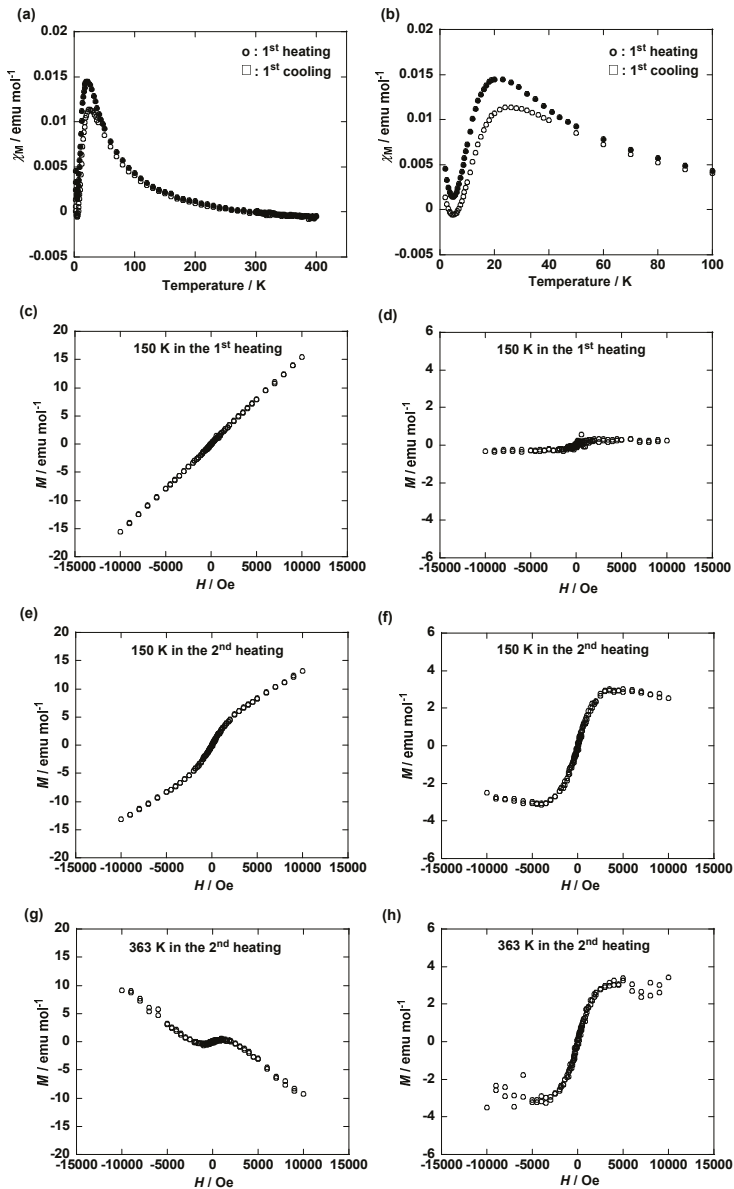 (a)
○ : 1st heating
□ : 1st cooling
χM / emu mol-1
0.02
0.015
0.01
0.005
0
-0.005
0 100 200 300 400
Temperature / K
(b)
○ : 1st heating
□ : 1st cooling
χM / emu mol-1
0.02
0.015
0.01
0.005
0
-0.005
0 20 40 60 80 100
Temperature / K
(c)
150 K in the 1st heating
M / emu mol-1
20
15
10
5
0
-5
-10
-15
-20
-15000 -10000 -5000 0 5000 10000 15000
H / Oe
(d)
150 K in the 1st heating
M / emu mol-1
6
4
2
0
-2
-4
-6
-15000 -10000 -5000 0 5000 10000 15000
H / Oe
(e)
150 K in the 2nd heating
M / emu mol-1
20
15
10
5
0
-5
-10
-15
-20
-15000 -10000 -5000 0 5000 10000 15000
H / Oe
(f)
150 K in the 2nd heating
M / emu mol-1
6
4
2
0
-2
-4
-6
-15000 -10000 -5000 0 5000 10000 15000
H / Oe
(g)
363 K in the 2nd heating
M / emu mol-1
20
15
10
5
0
-5
-10
-15
-20
-15000 -10000 -5000 0 5000 10000 15000
H / Oe
(h)
363 K in the 2nd heating
M / emu mol-1
6
4
2
0
-2
-4
-6
-15000 -10000 -5000 0 5000 10000 15000
H / Oe